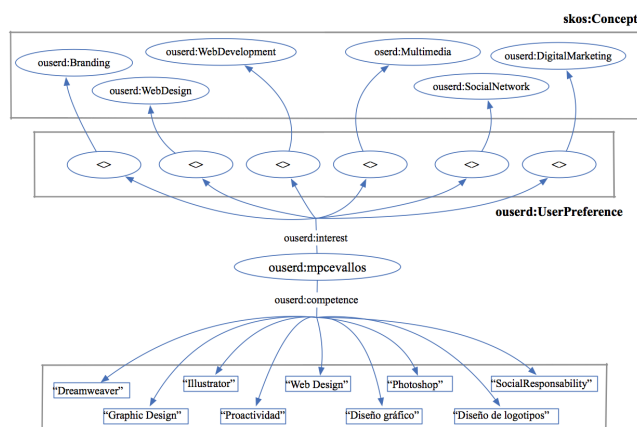 skos:Concept
ouserd:Branding
ouserd:WebDevelopment
oserd:Multimedia
ouserd:DigitalMarketing
ouserd:WebDesign
ouserd:SocialNetwork
<> <> <> <> <> <>
ouserd:UserPreference
ouserd:interest
ouserd:mpcevallos
ouserd:competence
“Dreamweaver”
“Illustrator”
“Web Design”
“Photoshop”
“SocialResponsability”
“Graphic Design”
“Proactividad”
“Diseño gráfico”
“Diseño de logotipos”